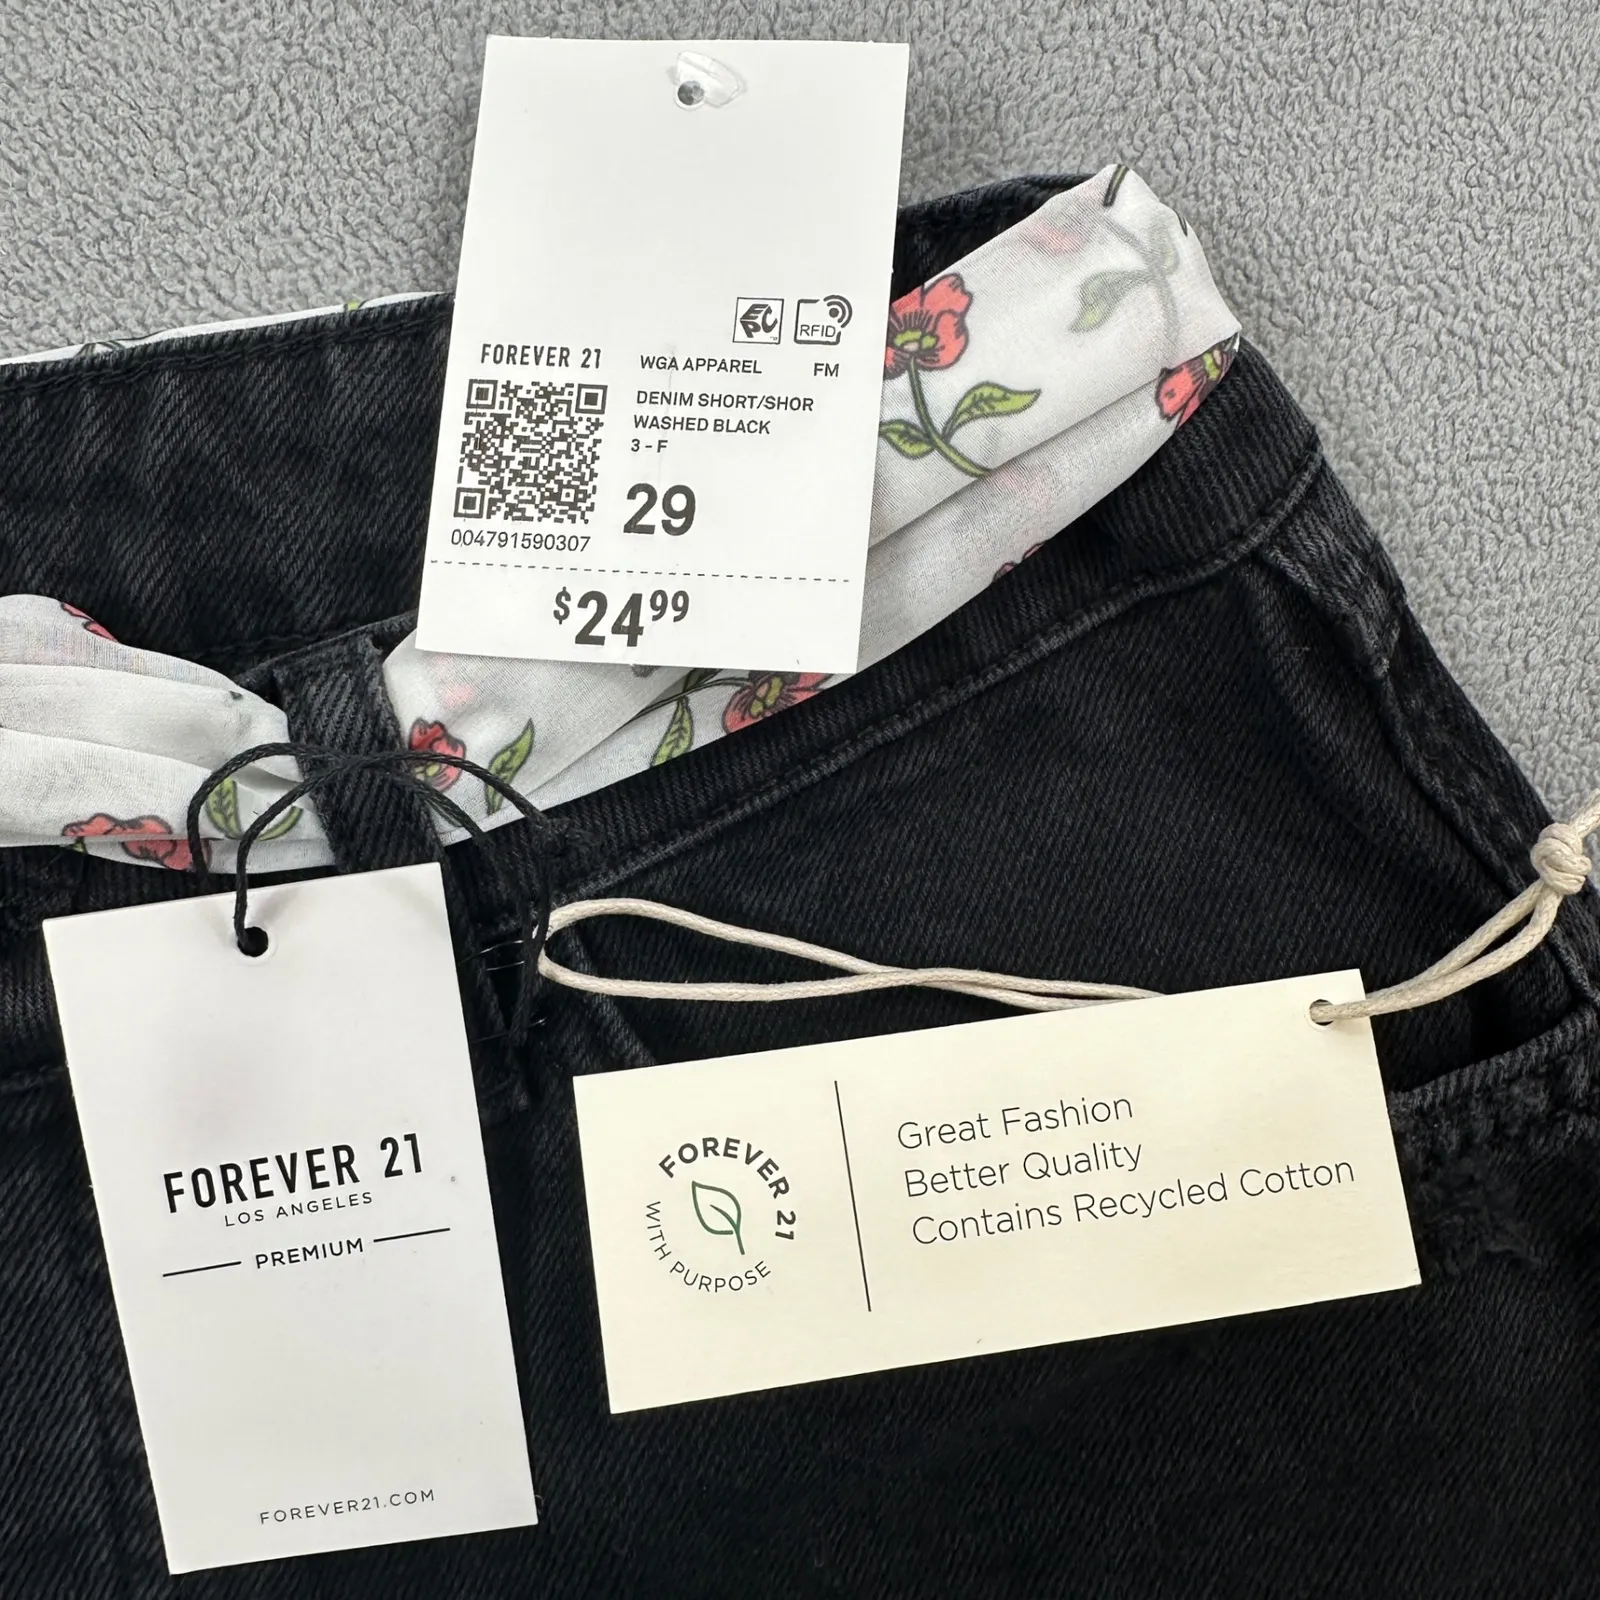 EPC
RFID
FOREVER 21
WGA APPAREL
FM
DENIM SHORT/SHOR
WASHED BLACK
3 - F
29
004791590307
$24.99
FOREVER 21
LOS ANGELES
PREMIUM
FOREVER21.COM
FOREVER 21
WITH PURPOSE
Great Fashion
Better Quality
Contains Recycled Cotton